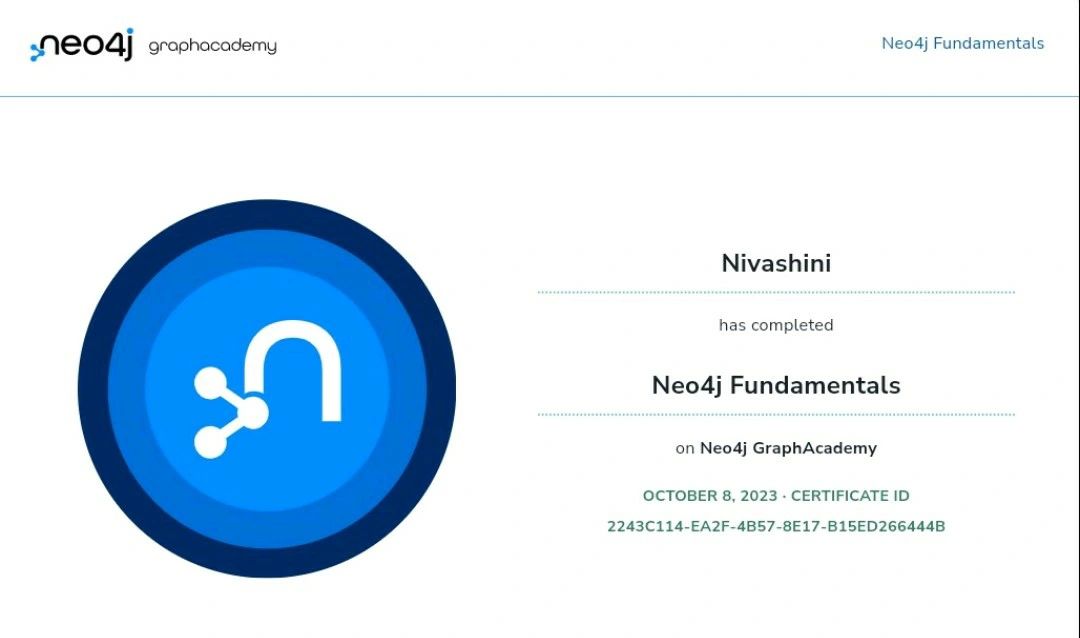 neo4j graphacademy
Neo4j Fundamentals
Nivashini
has completed
Neo4j Fundamentals
on Neo4j GraphAcademy
OCTOBER 8, 2023 · CERTIFICATE ID
2243C114-EA2F-4B57-8E17-B15ED266444B